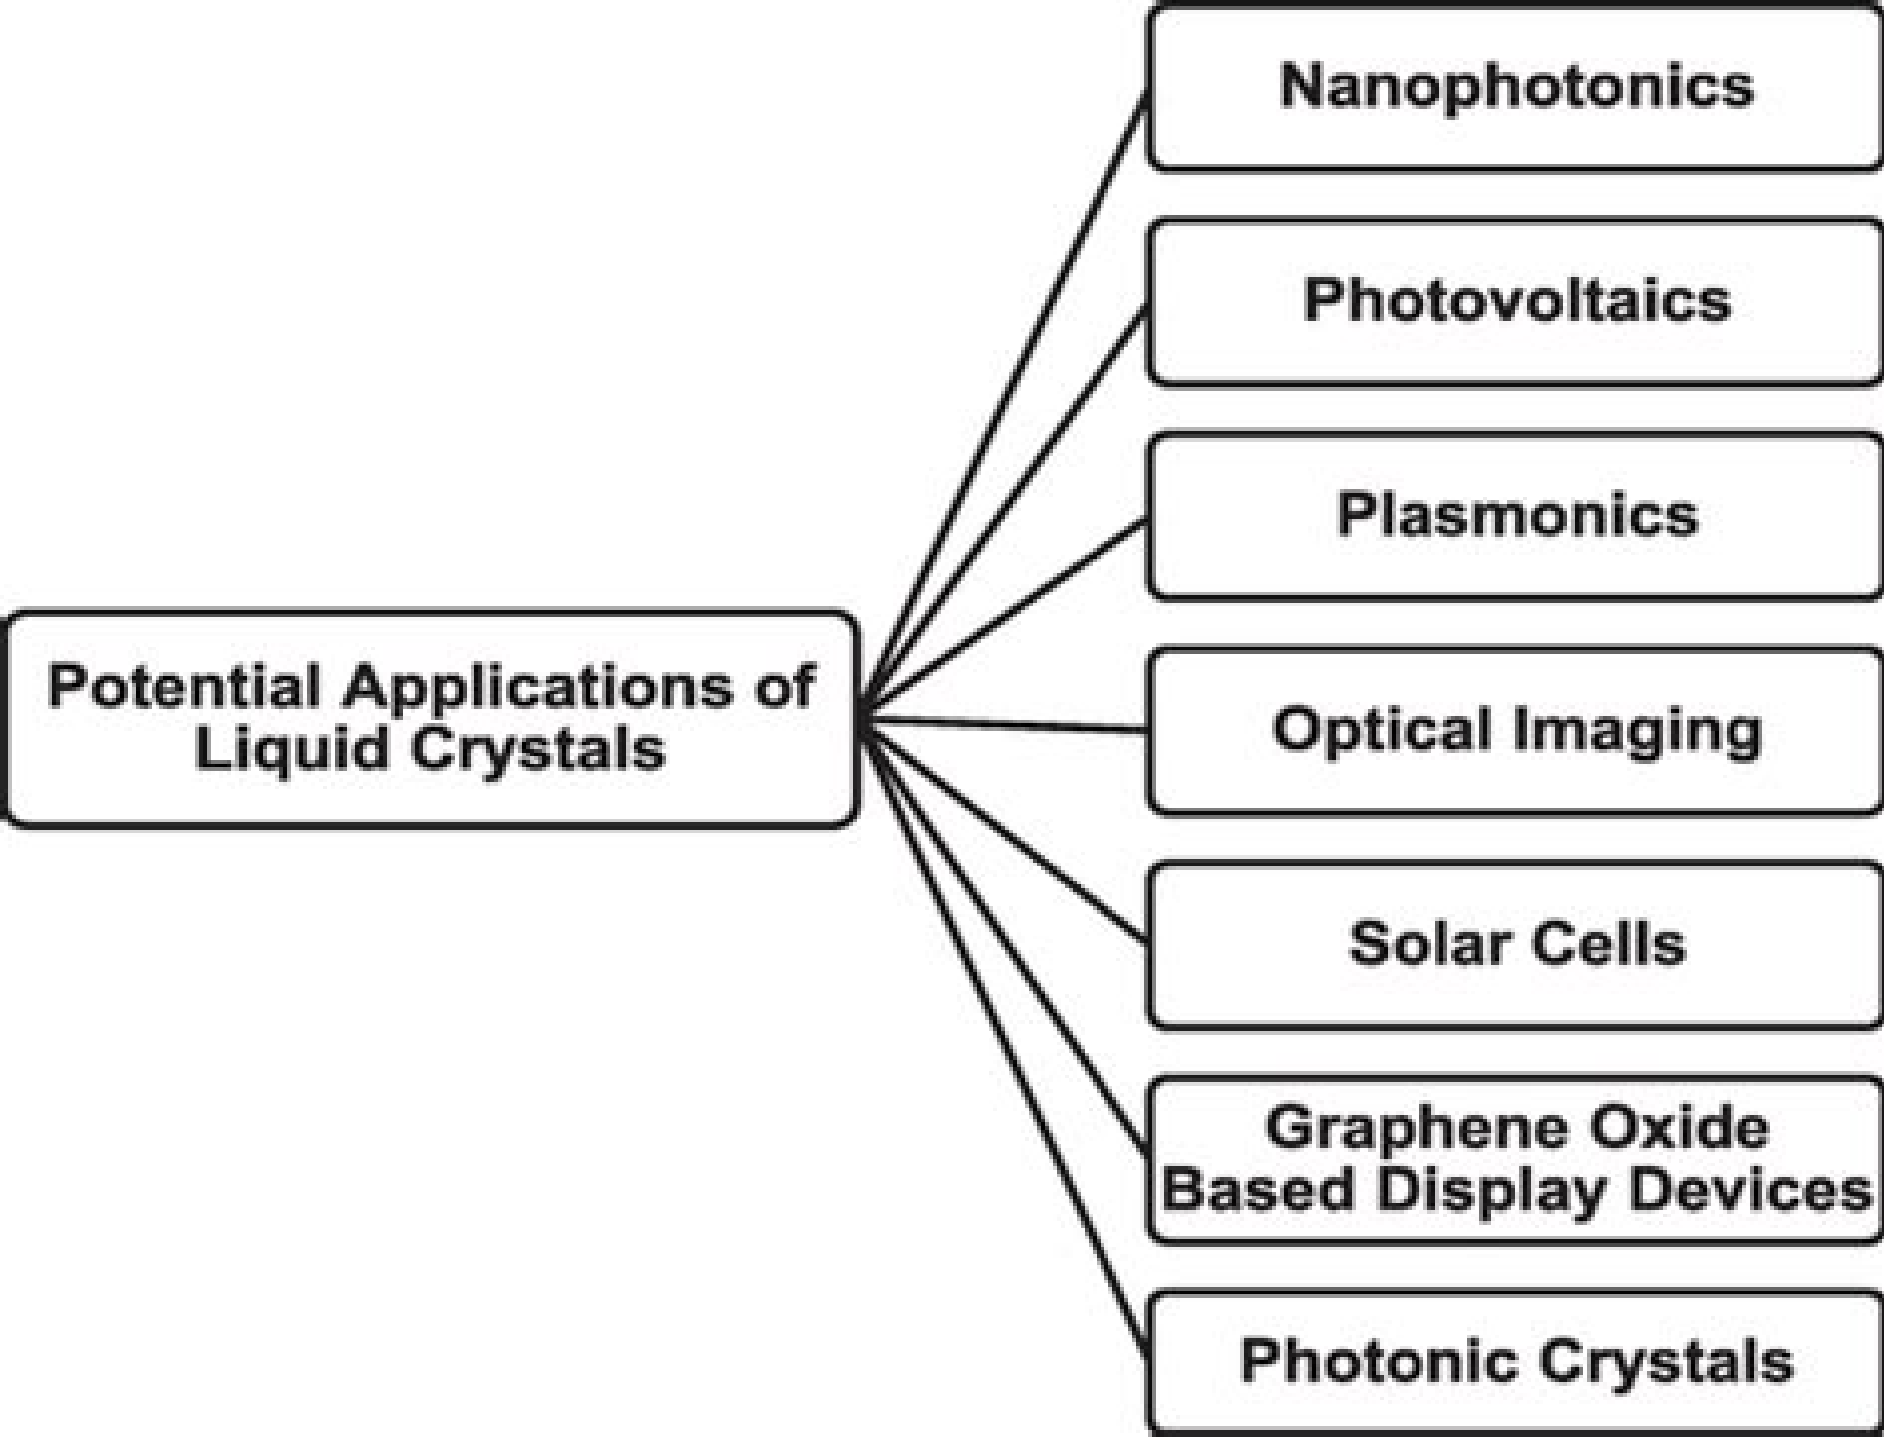 Nanophotonics
Photovoltaics
Plasmonics
Potential Applications of
Liquid Crystals
Optical Imaging
Solar Cells
Graphene Oxide
Based Display Devices
Photonic Crystals